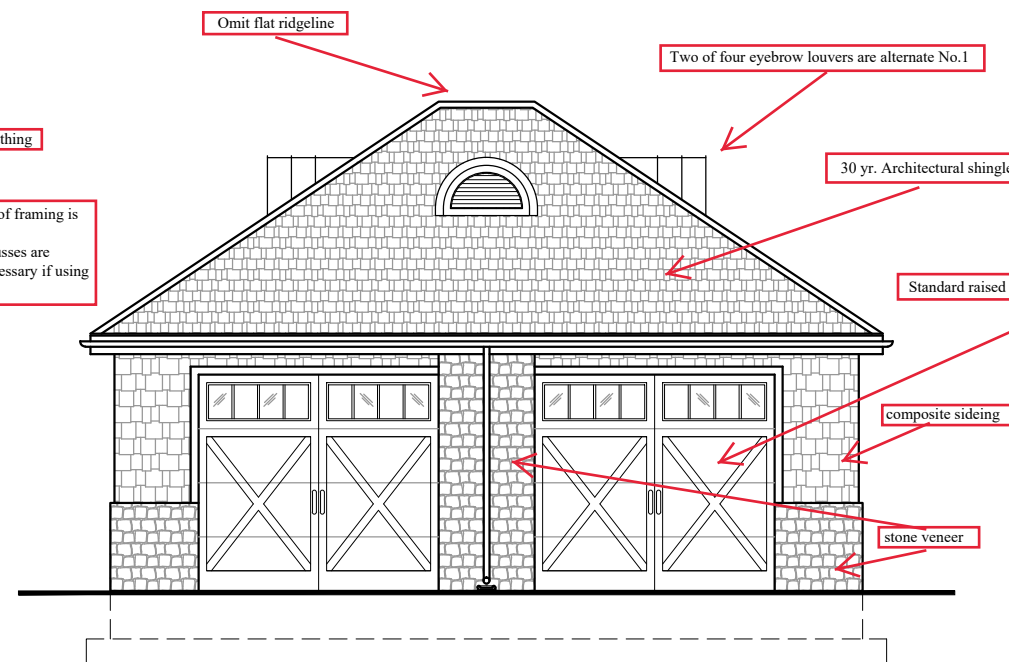 Omit flat ridgeline
Two of four eyebrow louvers are alternate No.1
thing
30 yr. Architectural shingle
of framing is
usses are
essary if using
Standard raised
composite sideing
stone veneer